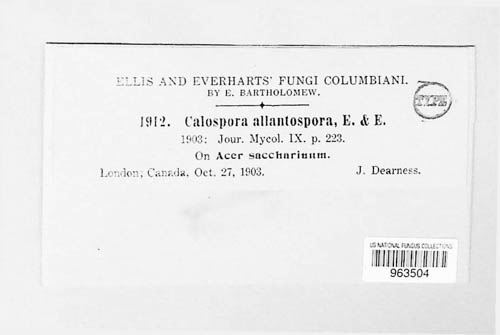 ELLIS AND EVERHARTS' FUNGI COLUMBIANI.
BY E. BARTHOLOMEW.
TYPE
1912. Calospora allantospora, E. & E.
1903: Jour. Mycol. IX. p. 223.
On Acer saccharinum.
London, Canada, Oct. 27, 1903. J. Dearness.
US NATIONAL FUNGUS COLLECTIONS
963504